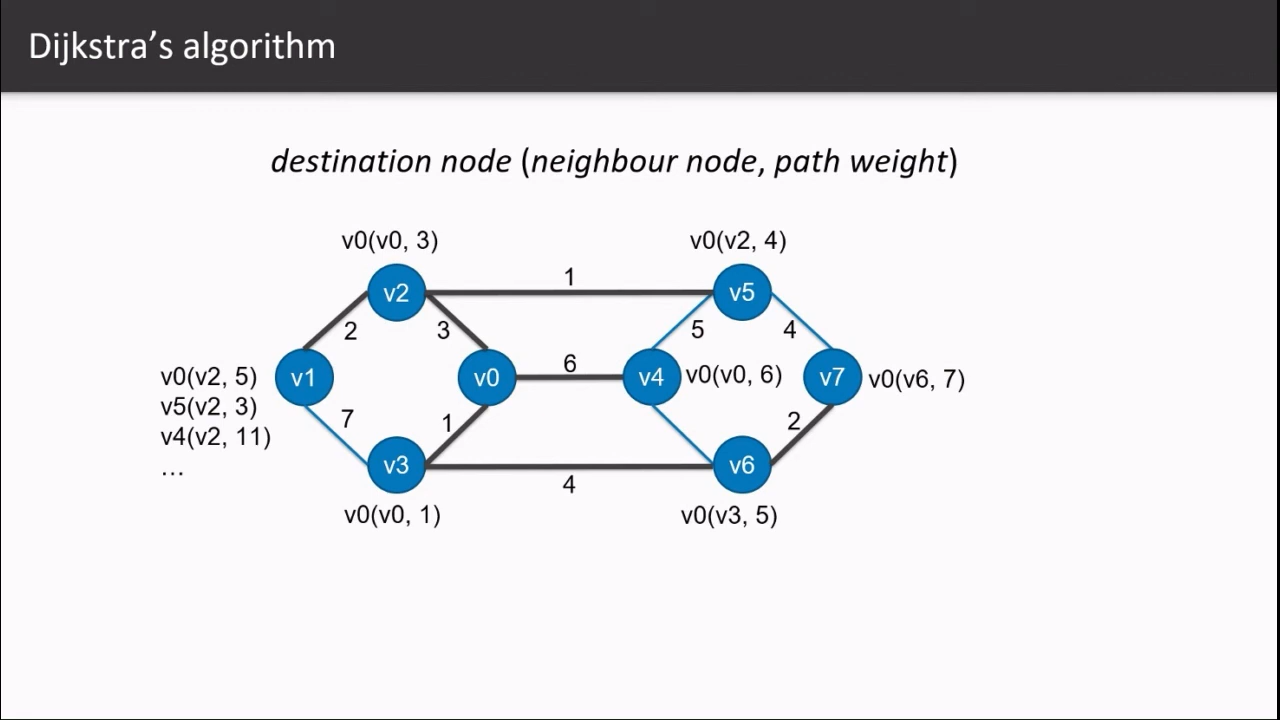 Dijkstra’s algorithm
destination node (neighbour node, path weight)
v0(v0, 3)
v0(v2, 4)
1
v2
v5
2
3
5
4
6
v0(v2, 5)
v1
v0
v4
v0(v0, 6)
v7
v0(v6, 7)
v5(v2, 3)
v4(v2, 11)
7
1
2
…
v3
v6
4
v0(v0, 1)
v0(v3, 5)